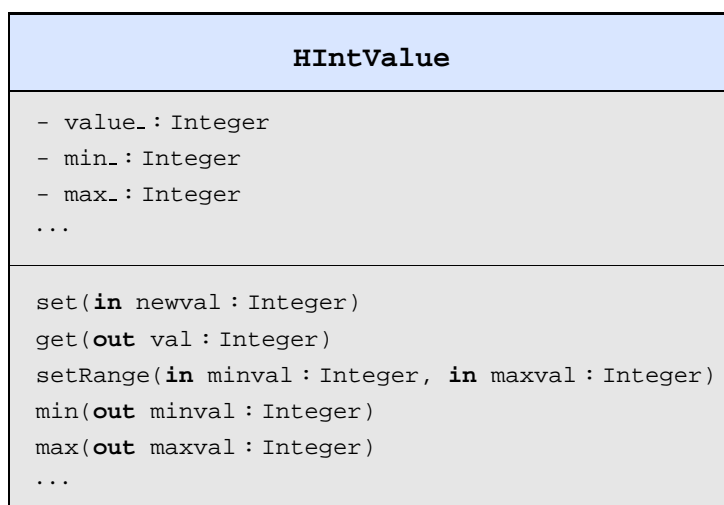 HIntValue
- value_ : Integer
- min_ : Integer
- max_ : Integer
...
set(in newval : Integer)
get(out val : Integer)
setRange(in minval : Integer, in maxval : Integer)
min(out minval : Integer)
max(out maxval : Integer)
...